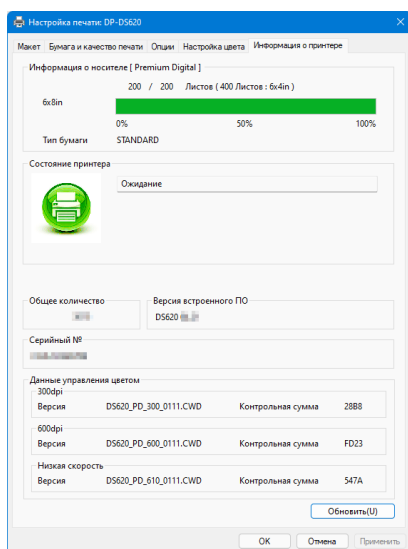 Настройка печати: DP-DS620
Макет Бумага и качество печати Опции Настройка цвета Информация о принтере
Информация о носителе [ Premium Digital ]
200 / 200 Листов ( 400 Листов : 6x4in )
6x8in
0% 50% 100%
Тип бумаги STANDARD
Состояние принтера
Ожидание
Общее количество Версия встроенного ПО
DS620
Серийный №
Данные управления цветом
300dpi
Версия DS620_PD_300_0111.CWD Контрольная сумма 28B8
600dpi
Версия DS620_PD_600_0111.CWD Контрольная сумма FD23
Низкая скорость
Версия DS620_PD_610_0111.CWD Контрольная сумма 547A
Обновить(U)
OK Отмена Применить